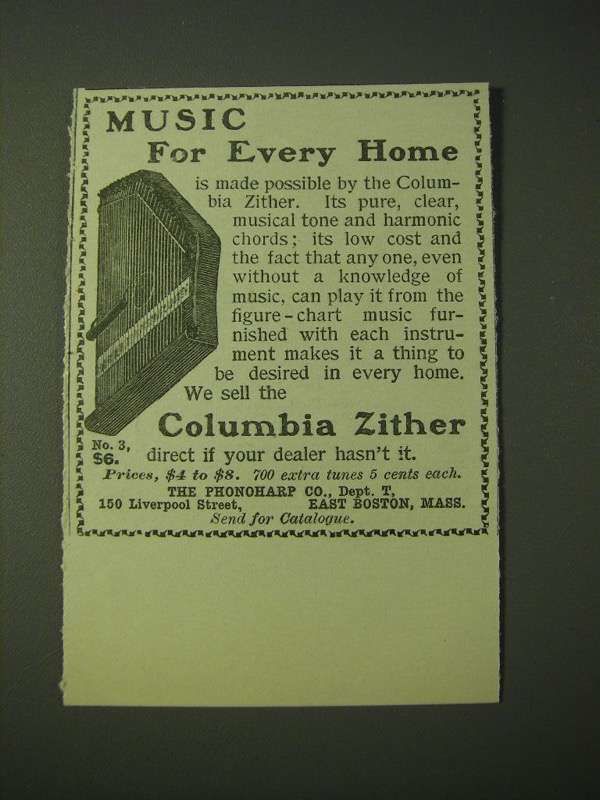 MUSIC
For Every Home
is made possible by the Colum-
bia Zither. Its pure, clear,
musical tone and harmonic
chords; its low cost and
the fact that any one, even
without a knowledge of
music, can play it from the
figure-chart music fur-
nished with each instru-
ment makes it a thing to
be desired in every home.
We sell the
Columbia Zither
No. 3,
$6.
direct if your dealer hasn't it.
Prices, $4 to $8. 700 extra tunes 5 cents each.
THE PHONOHARP CO., Dept. T,
150 Liverpool Street, EAST BOSTON, MASS.
Send for Catalogue.